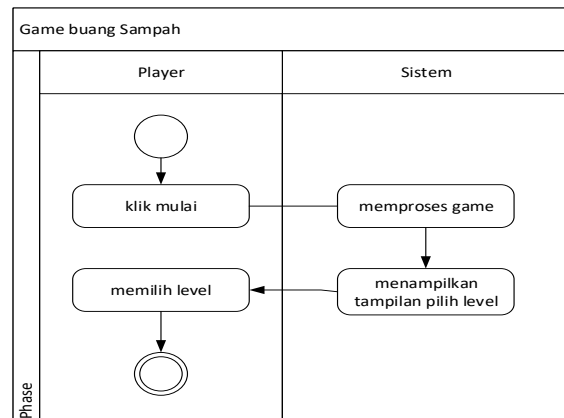 Game buang Sampah
Player
Sistem
klik mulai
memproses game
memilih level
menampilkan
tampilan pilih level
Phase